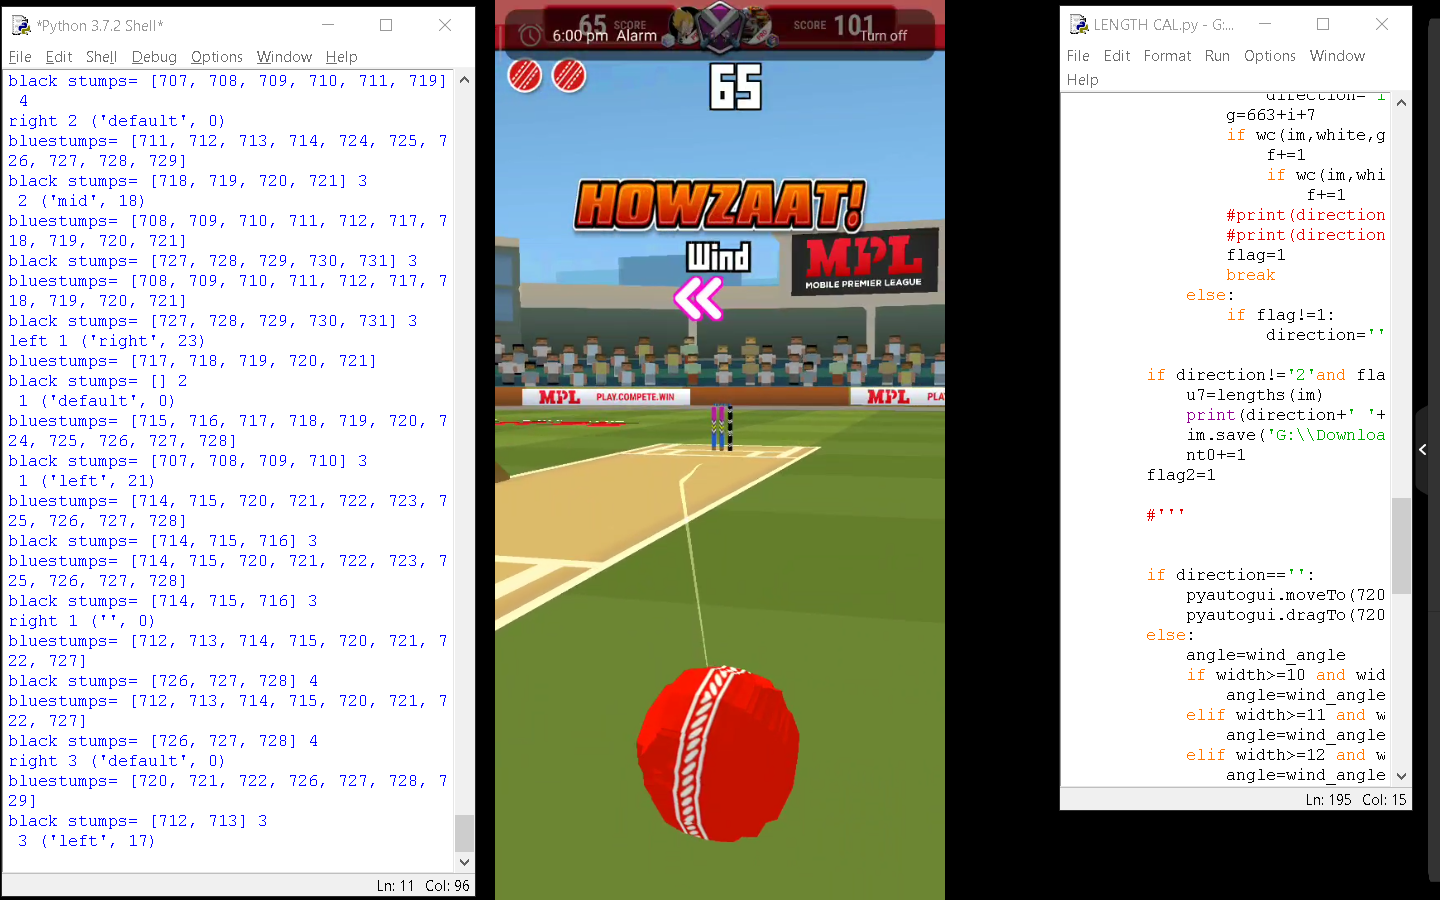 *Python 3.7.2 Shell*
File Edit Shell Debug Options Window Help
black stumps= [707, 708, 709, 710, 711, 719]
4
right 2 ('default', 0)
bluestumps= [711, 712, 713, 714, 724, 725, 7
26, 727, 728, 729]
black stumps= [718, 719, 720, 721] 3
2 ('mid', 18)
bluestumps= [708, 709, 710, 711, 712, 717, 7
18, 719, 720, 721]
black stumps= [727, 728, 729, 730, 731] 3
bluestumps= [708, 709, 710, 711, 712, 717, 7
18, 719, 720, 721]
black stumps= [727, 728, 729, 730, 731] 3
left 1 ('right', 23)
bluestumps= [717, 718, 719, 720, 721]
black stumps= [] 2
1 ('default', 0)
bluestumps= [715, 716, 717, 718, 719, 720, 7
24, 725, 726, 727, 728]
black stumps= [707, 708, 709, 710] 3
1 ('left', 21)
bluestumps= [714, 715, 720, 721, 722, 723, 7
25, 726, 727, 728]
black stumps= [714, 715, 716] 3
bluestumps= [714, 715, 720, 721, 722, 723, 7
25, 726, 727, 728]
black stumps= [714, 715, 716] 3
right 1 ('', 0)
bluestumps= [712, 713, 714, 715, 720, 721, 7
22, 727]
black stumps= [726, 727, 728] 4
bluestumps= [712, 713, 714, 715, 720, 721, 7
22, 727]
black stumps= [726, 727, 728] 4
right 3 ('default', 0)
bluestumps= [720, 721, 722, 726, 727, 728, 7
29]
black stumps= [712, 713] 3
3 ('left', 17)
Ln: 11 Col: 96
65 SCORE
SCORE 101
6:00 pm Alarm
Turn off
65
HOWZAAT!
Wind
MPL
MOBILE PREMIER LEAGUE
MPL PLAY.COMPETE.WIN
MPL PLA
LENGTH CAL.py - G:...
File Edit Format Run Options Window
Help
direction= i
g=663+i+7
if wc(im,white,g
f+=1
if wc(im,whi
f+=1
#print(direction
#print(direction
flag=1
break
else:
if flag!=1:
direction=''
if direction!='2'and fla
u7=lengths(im)
print(direction+' '+
im.save('G:\\Downloa
nt0+=1
flag2=1
#'''
if direction=='':
pyautogui.moveTo(720
pyautogui.dragTo(720
else:
angle=wind_angle
if width>=10 and wid
angle=wind_angle
elif width>=11 and w
angle=wind_angle
elif width>=12 and w
angle=wind_angle
Ln: 195 Col: 15